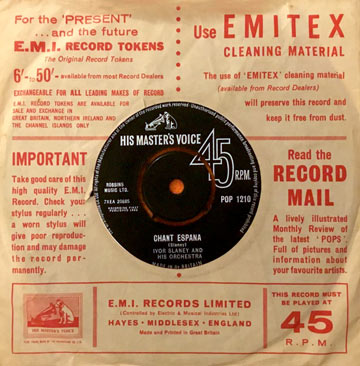 For the 'PRESENT'
...and the future
E.M.I. RECORD TOKENS
The Original Record Tokens
6/- to 50/- available from most Record Dealers
EXCHANGEABLE FOR ALL LEADING MAKES OF RECORD
E.M.I. RECORD TOKENS ARE AVAILABLE FOR
SALE AND EXCHANGE IN
GREAT BRITAIN, NORTHERN IRELAND AND
THE CHANNEL ISLANDS ONLY
Use EMITEX
CLEANING MATERIAL
The use of 'EMITEX' cleaning material
(available from Record Dealers)
will preserve this record and
keep it free from dust.
IMPORTANT
Take good care of this
high quality E.M.I.
Record. Check your
stylus regularly ...
a worn stylus will
give poor reproduc-
tion and may damage
the record per-
manently.
HIS MASTER'S VOICE
45
R.P.M.
ROBBINS
MUSIC LTD.
7XEA 20685
POP 1210
CHANT ESPANA
(Slaney)
IVOR SLANEY AND
HIS ORCHESTRA
MADE IN GT BRITAIN
Read the
RECORD
MAIL
A lively illustrated
Monthly Review of
the latest 'POPS'.
Full of pictures and
information about
your favourite artists.
"HIS MASTER'S VOICE"
E.M.I. RECORDS LIMITED
(Controlled by Electric & Musical Industries Ltd.)
HAYES • MIDDLESEX • ENGLAND
Made and Printed in Great Britain
THIS RECORD MUST
BE PLAYED AT
45
R.P.M.